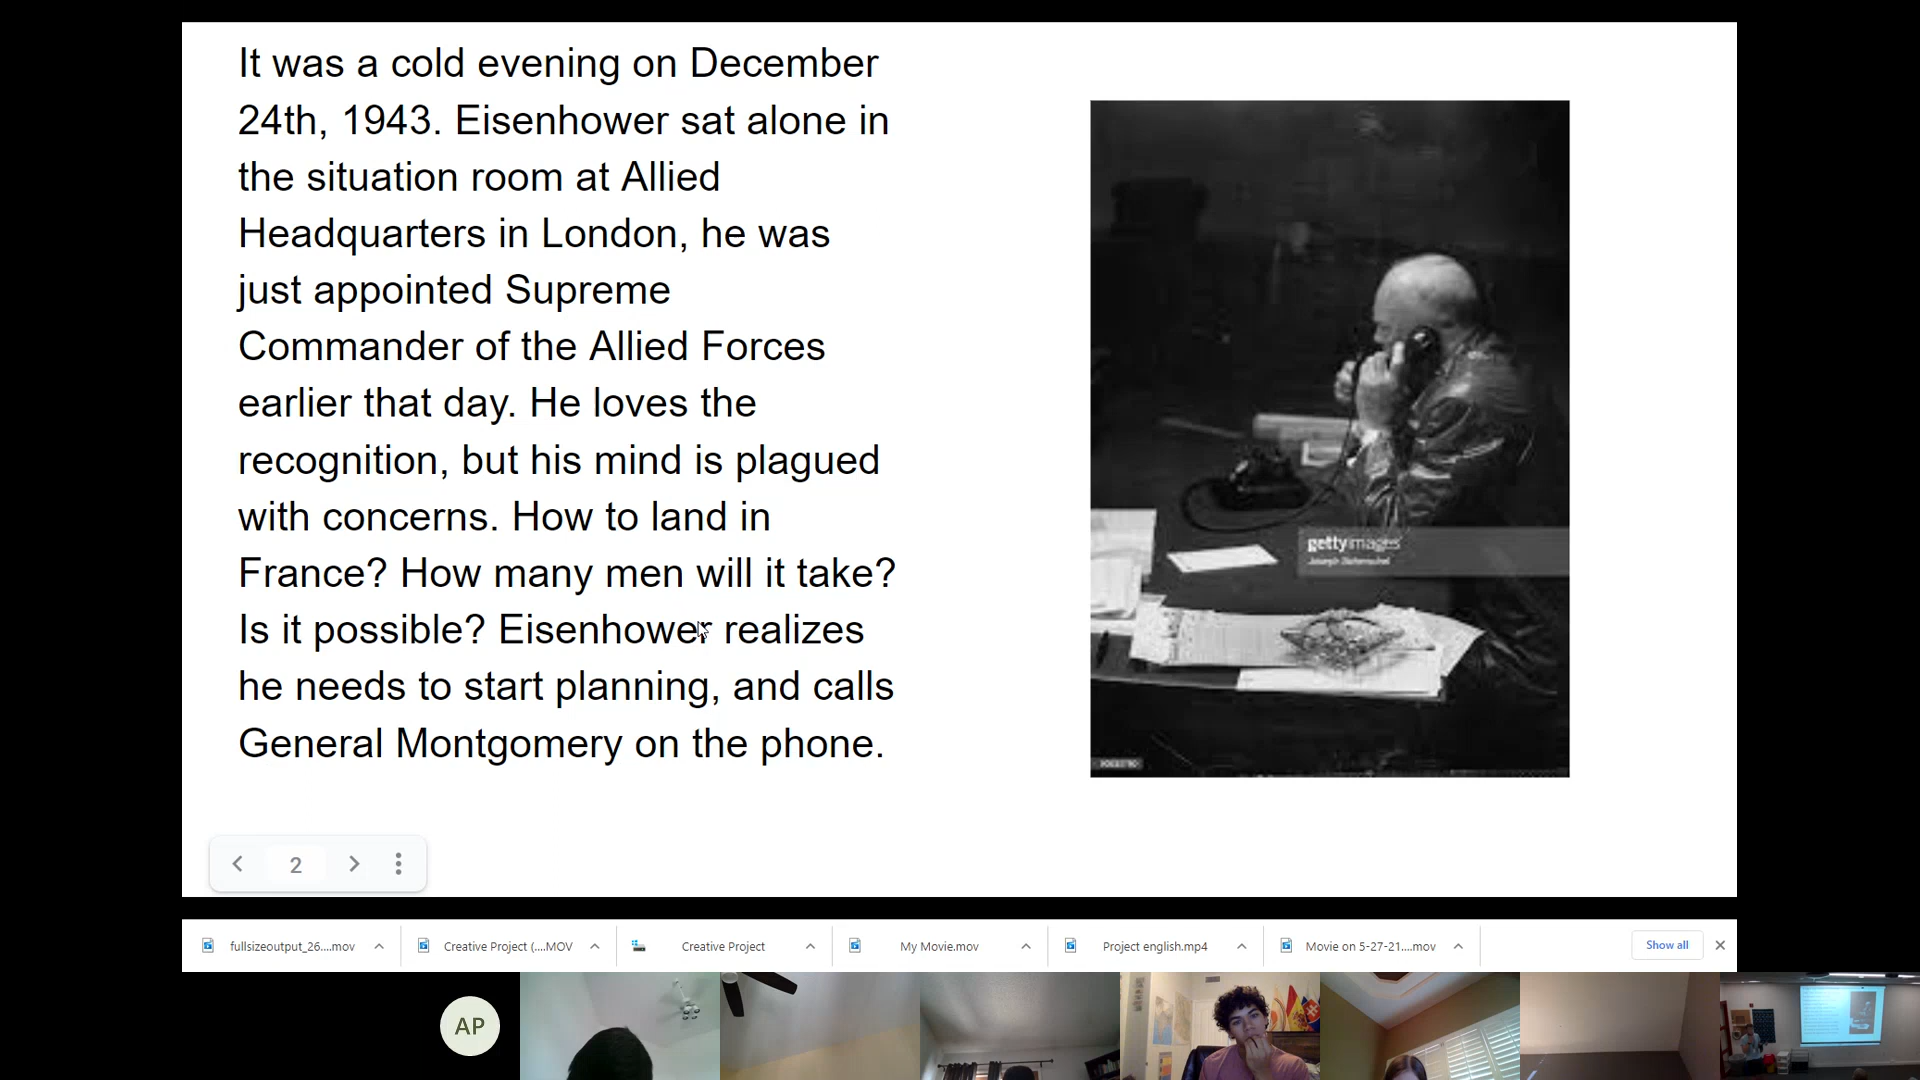 It was a cold evening on December
24th, 1943. Eisenhower sat alone in
the situation room at Allied
Headquarters in London, he was
just appointed Supreme
Commander of the Allied Forces
earlier that day. He loves the
recognition, but his mind is plagued
with concerns. How to land in
France? How many men will it take?
Is it possible? Eisenhower realizes
he needs to start planning, and calls
General Montgomery on the phone.
gettyimages
2
fullsizeoutput_26....mov
Creative Project (....MOV
Creative Project
My Movie.mov
Project english.mp4
Movie on 5-27-21....mov
Show all
AP